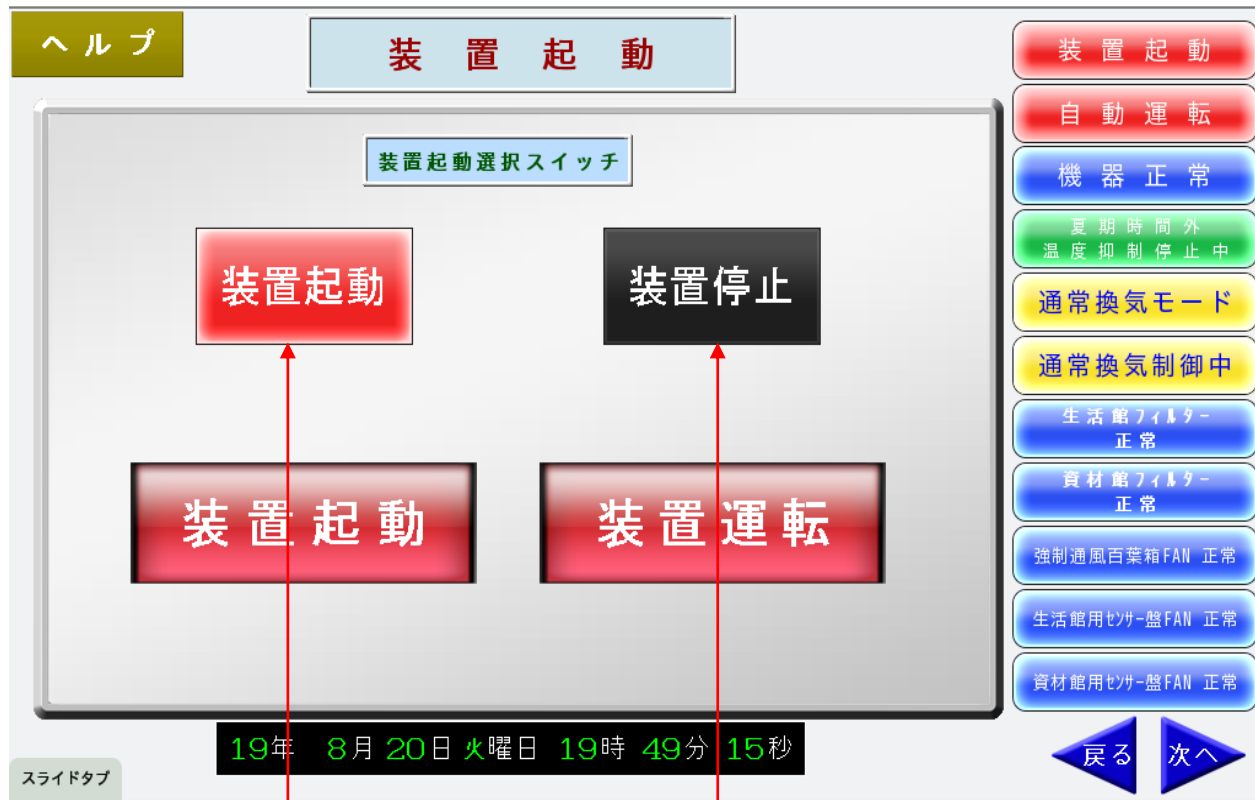 ヘルプ
装置起動
装置起動選択スイッチ
装置起動
装置停止
装置起動
装置運転
19年 8月20日 火曜日 19時 49分 15秒
スライドタブ
装置起動
自動運転
機器正常
夏期時間外
温度抑制停止中
通常換気モード
通常換気制御中
生活館フィルター
正常
資材館フィルター
正常
強制通風百葉箱FAN 正常
生活館用センサー盤FAN 正常
資材館用センサー盤FAN 正常
戻る
次へ